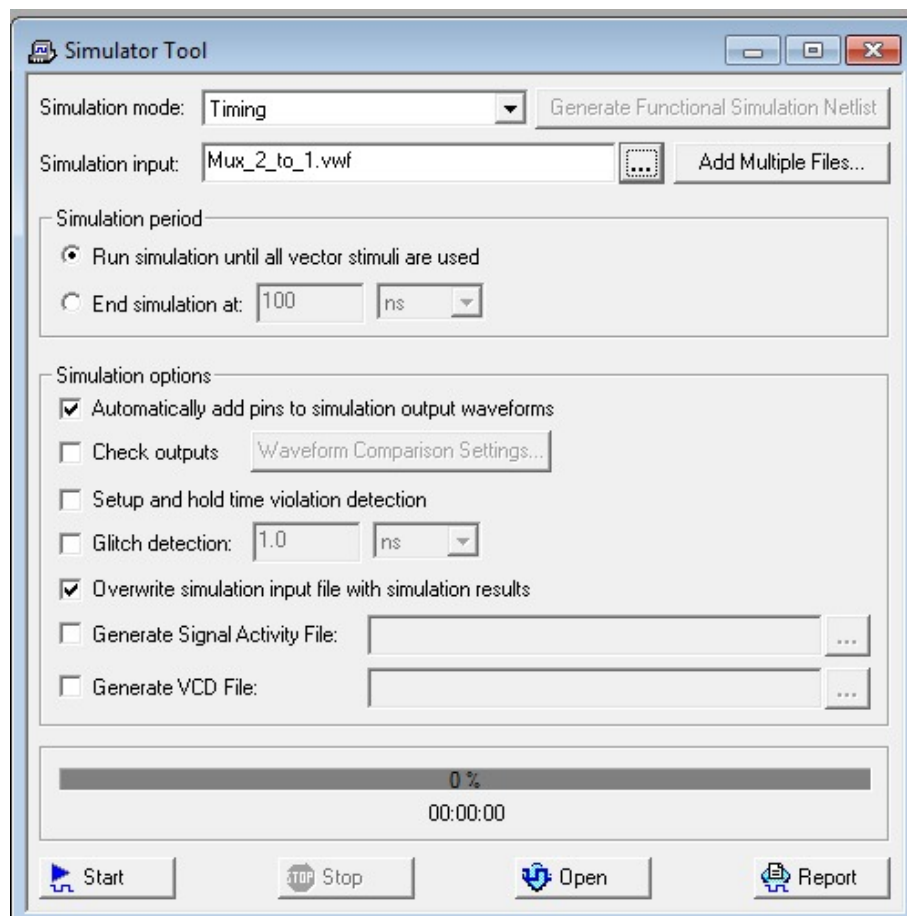 Simulator Tool
Simulation mode: Timing Generate Functional Simulation Netlist
Simulation input: Mux_2_to_1.vwf ... Add Multiple Files...
Simulation period
Run simulation until all vector stimuli are used
End simulation at: 100 ns
Simulation options
Automatically add pins to simulation output waveforms
Check outputs Waveform Comparison Settings...
Setup and hold time violation detection
Glitch detection: 1.0 ns
Overwrite simulation input file with simulation results
Generate Signal Activity File: ...
Generate VCD File: ...
0 %
00:00:00
Start STOP Stop Open Report